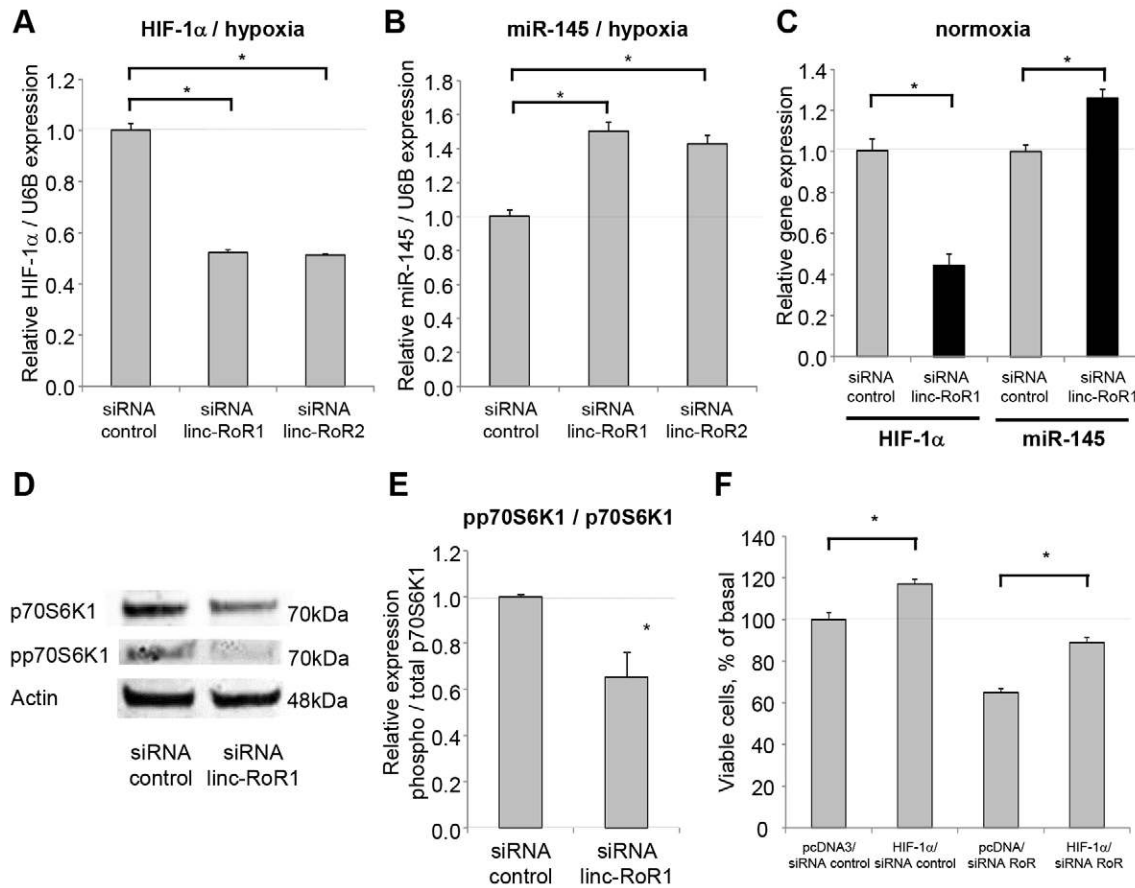 A
HIF-1α / hypoxia
Relative HIF-1α / U6B expression
1.2
1.0
0.8
0.6
0.4
0.2
0.0
*
*
siRNA control
siRNA linc-RoR1
siRNA linc-RoR2
B
miR-145 / hypoxia
Relative miR-145 / U6B expression
1.8
1.6
1.4
1.2
1.0
0.8
0.6
0.4
0.2
0.0
*
*
siRNA control
siRNA linc-RoR1
siRNA linc-RoR2
C
normoxia
Relative gene expression
1.4
1.2
1.0
0.8
0.6
0.4
0.2
0.0
*
*
siRNA control
siRNA linc-RoR1
siRNA control
siRNA linc-RoR1
HIF-1α
miR-145
D
p70S6K1
70kDa
pp70S6K1
70kDa
Actin
48kDa
siRNA control
siRNA linc-RoR1
E
pp70S6K1 / p70S6K1
Relative expression
phospho / total p70S6K1
1.2
1.0
0.8
0.6
0.4
0.2
0.0
*
siRNA control
siRNA linc-RoR1
F
Viable cells, % of basal
140
120
100
80
60
40
20
0
*
*
pcDNA3/ siRNA control
HIF-1α/ siRNA control
pcDNA/ siRNA RoR
HIF-1α/ siRNA RoR